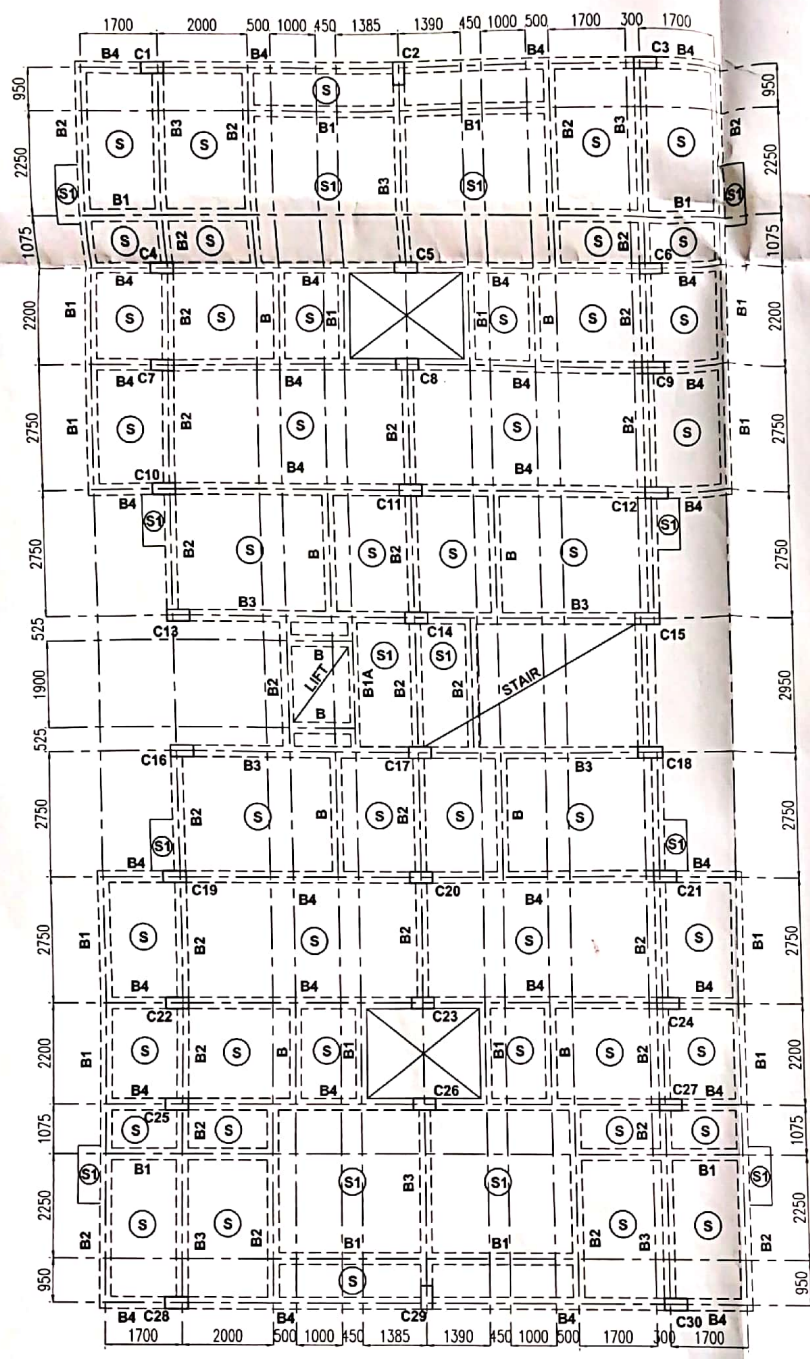 1700 2000 500 1000 450 1385 1390 450 1000 500 1700 300 1700
B4 C1 B4 C2 B4 C3 B4
950
S
950
B2 B3 B2 B1 B1 B2 B3 B2
2250 S S S S 2250
S1 S1 B3 S1 S1
B1 B1
1075 S B2 S S B2 S 1075
C4 C5 C6
B4 B4 B4 B4
2200 B1 S B2 S B S B1 B1 S B S B2 S B1 2200
C7 C8 C9
B4 B4 B4 B4
2750 B1 S B2 S B2 S B2 S B1 2750
B4 B4
C10 C11 C12
B4 B4
S1 S1
2750 B2 S B S B2 S B S 2750
B3 B3
C13 C14 C15
525
B S1 S1
1900 B2 LIFT B1A B2 B2 STAIR 2950
B
525
C16 C17 C18
B3 B3
2750 B2 S B S B2 S B S 2750
S1 S1
B4 B4
C19 C20 C21
B4 B4
2750 B1 S B2 S B2 S B2 S B1 2750
B4 B4 B4 B4
C22 C23 C24
2200 B1 S B2 S B S B1 B1 S B S B2 S B1 2200
B4 B4 C26 C27 B4
C25
1075 S B2 S S B2 S 1075
B1 B1
S1 S1 B3 S1 S1
2250 S S S S 2250
B2 B3 B2 B1 B1 B2 B3 B2
950 S 950
B4 C28 B4 C29 B4 C30 B4
1700 2000 500 1000 450 1385 1390 450 1000 500 1700 300 1700